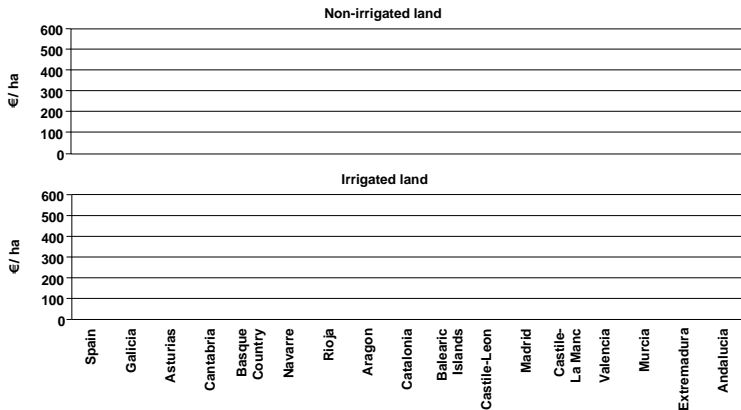 Non-irrigated land
€/ ha
600
500
400
300
200
100
0
Irrigated land
€/ ha
600
500
400
300
200
100
0
Spain
Galicia
Asturias
Cantabria
Basque
Country
Navarre
Rioja
Aragon
Catalonia
Balearic
Islands
Castile-Leon
Madrid
Castile-
La Manc
Valencia
Murcia
Extremadura
Andalucia